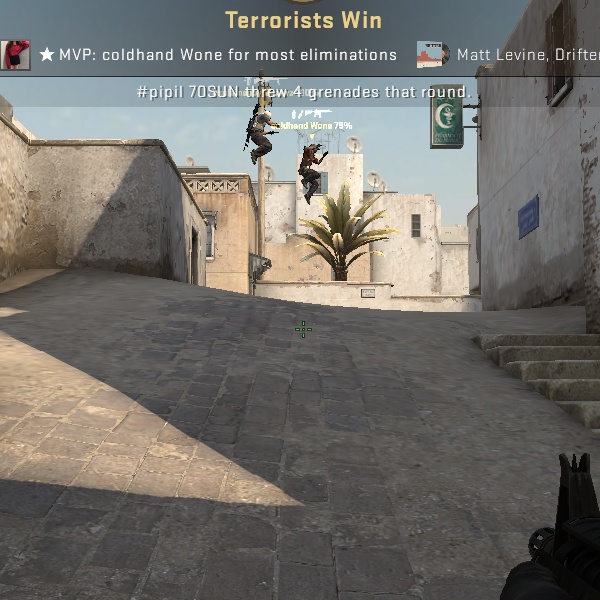 Terrorists Win
★ MVP: coldhand Wone for most eliminations
Matt Levine, Drifter
#pipil 70SUN threw 4 grenades that round.
coldhand Wone 79%